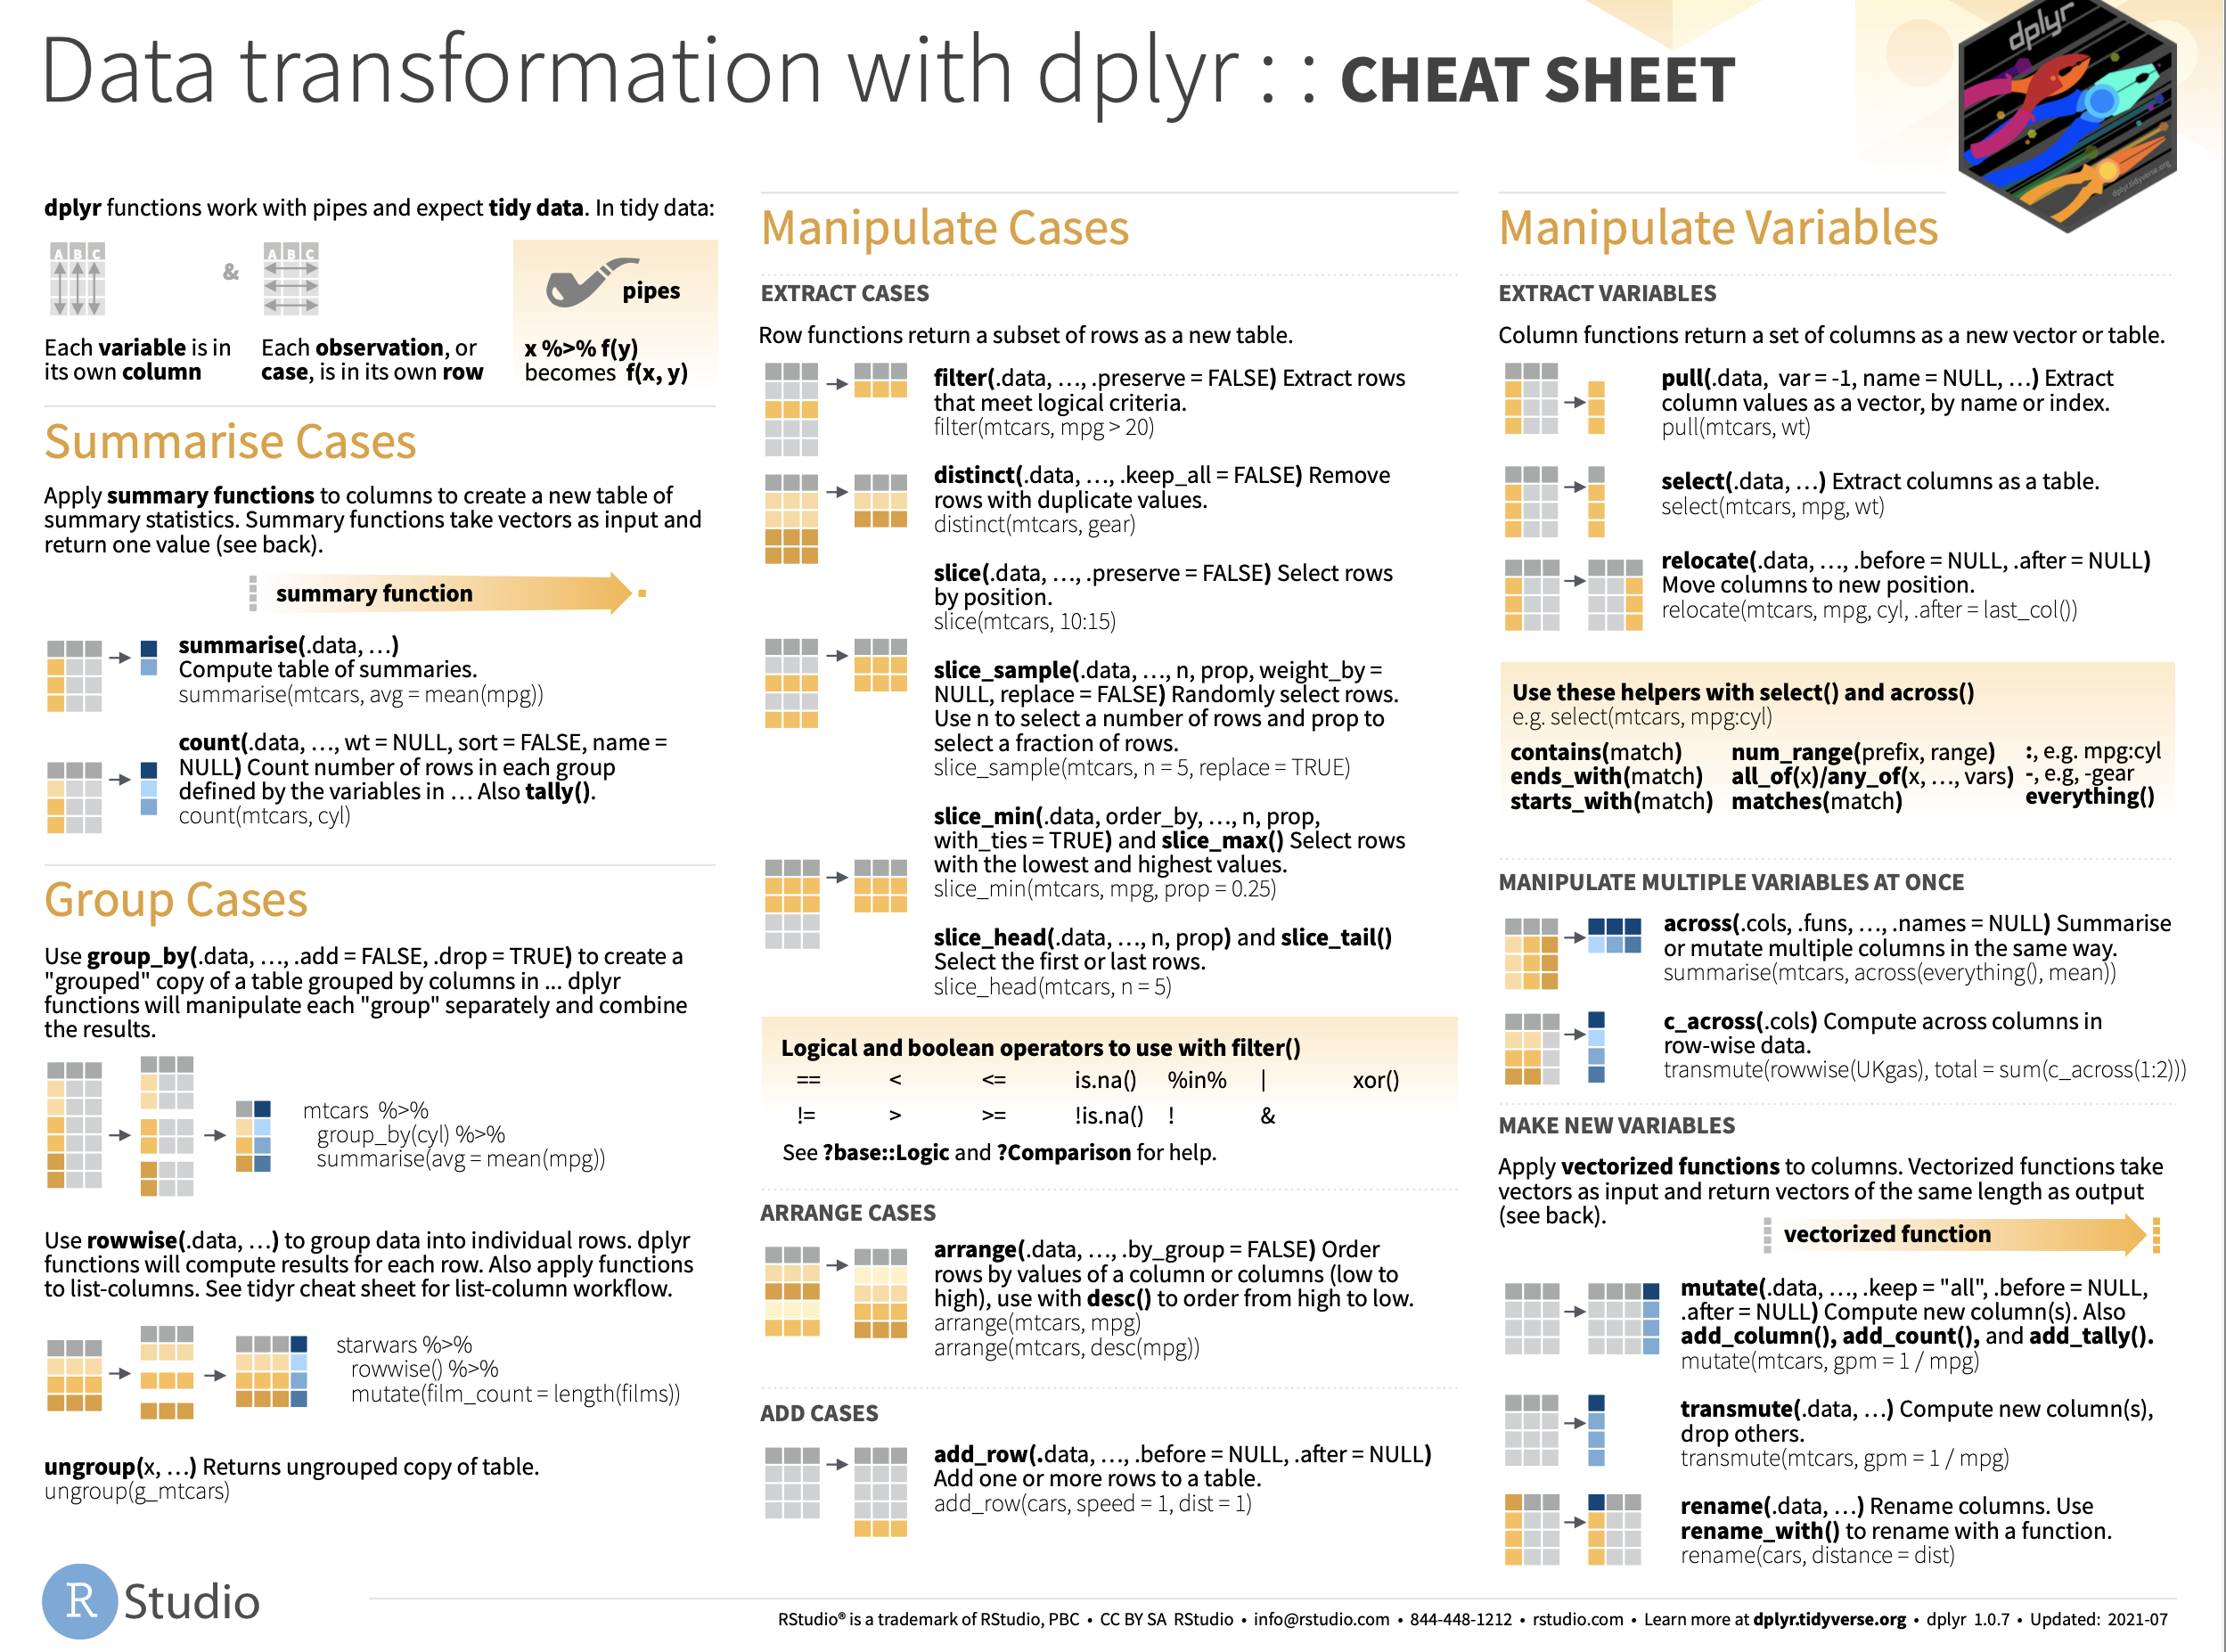 Data transformation with dplyr : : CHEAT SHEET
dplyr
dplyr.tidyverse.org
dplyr functions work with pipes and expect tidy data. In tidy data:
A B C
&
A B C
pipes
Each variable is in
its own column
Each observation, or
case, is in its own row
x %>% f(y)
becomes f(x, y)
Summarise Cases
Apply summary functions to columns to create a new table of
summary statistics. Summary functions take vectors as input and
return one value (see back).
summary function
summarise(.data, …)
Compute table of summaries.
summarise(mtcars, avg = mean(mpg))
count(.data, …, wt = NULL, sort = FALSE, name =
NULL) Count number of rows in each group
defined by the variables in … Also tally().
count(mtcars, cyl)
Group Cases
Use group_by(.data, …, .add = FALSE, .drop = TRUE) to create a
"grouped" copy of a table grouped by columns in ... dplyr
functions will manipulate each "group" separately and combine
the results.
mtcars %>%
group_by(cyl) %>%
summarise(avg = mean(mpg))
Use rowwise(.data, …) to group data into individual rows. dplyr
functions will compute results for each row. Also apply functions
to list-columns. See tidyr cheat sheet for list-column workflow.
starwars %>%
rowwise() %>%
mutate(film_count = length(films))
ungroup(x, …) Returns ungrouped copy of table.
ungroup(g_mtcars)
Manipulate Cases
EXTRACT CASES
Row functions return a subset of rows as a new table.
filter(.data, …, .preserve = FALSE) Extract rows
that meet logical criteria.
filter(mtcars, mpg > 20)
distinct(.data, …, .keep_all = FALSE) Remove
rows with duplicate values.
distinct(mtcars, gear)
slice(.data, …, .preserve = FALSE) Select rows
by position.
slice(mtcars, 10:15)
slice_sample(.data, …, n, prop, weight_by =
NULL, replace = FALSE) Randomly select rows.
Use n to select a number of rows and prop to
select a fraction of rows.
slice_sample(mtcars, n = 5, replace = TRUE)
slice_min(.data, order_by, …, n, prop,
with_ties = TRUE) and slice_max() Select rows
with the lowest and highest values.
slice_min(mtcars, mpg, prop = 0.25)
slice_head(.data, …, n, prop) and slice_tail()
Select the first or last rows.
slice_head(mtcars, n = 5)
Logical and boolean operators to use with filter()
== < <= is.na() %in% | xor()
!= > >= !is.na() ! &
See ?base::Logic and ?Comparison for help.
ARRANGE CASES
arrange(.data, …, .by_group = FALSE) Order
rows by values of a column or columns (low to
high), use with desc() to order from high to low.
arrange(mtcars, mpg)
arrange(mtcars, desc(mpg))
ADD CASES
add_row(.data, …, .before = NULL, .after = NULL)
Add one or more rows to a table.
add_row(cars, speed = 1, dist = 1)
Manipulate Variables
EXTRACT VARIABLES
Column functions return a set of columns as a new vector or table.
pull(.data, var = -1, name = NULL, …) Extract
column values as a vector, by name or index.
pull(mtcars, wt)
select(.data, …) Extract columns as a table.
select(mtcars, mpg, wt)
relocate(.data, …, .before = NULL, .after = NULL)
Move columns to new position.
relocate(mtcars, mpg, cyl, .after = last_col())
Use these helpers with select() and across()
e.g. select(mtcars, mpg:cyl)
contains(match) num_range(prefix, range) :, e.g. mpg:cyl
ends_with(match) all_of(x)/any_of(x, …, vars) -, e.g, -gear
starts_with(match) matches(match) everything()
MANIPULATE MULTIPLE VARIABLES AT ONCE
across(.cols, .funs, …, .names = NULL) Summarise
or mutate multiple columns in the same way.
summarise(mtcars, across(everything(), mean))
c_across(.cols) Compute across columns in
row-wise data.
transmute(rowwise(UKgas), total = sum(c_across(1:2)))
MAKE NEW VARIABLES
Apply vectorized functions to columns. Vectorized functions take
vectors as input and return vectors of the same length as output
(see back).
vectorized function
mutate(.data, …, .keep = "all", .before = NULL,
.after = NULL) Compute new column(s). Also
add_column(), add_count(), and add_tally().
mutate(mtcars, gpm = 1 / mpg)
transmute(.data, …) Compute new column(s),
drop others.
transmute(mtcars, gpm = 1 / mpg)
rename(.data, …) Rename columns. Use
rename_with() to rename with a function.
rename(cars, distance = dist)
R Studio
RStudio® is a trademark of RStudio, PBC • CC BY SA RStudio • info@rstudio.com • 844-448-1212 • rstudio.com • Learn more at dplyr.tidyverse.org • dplyr 1.0.7 • Updated: 2021-07